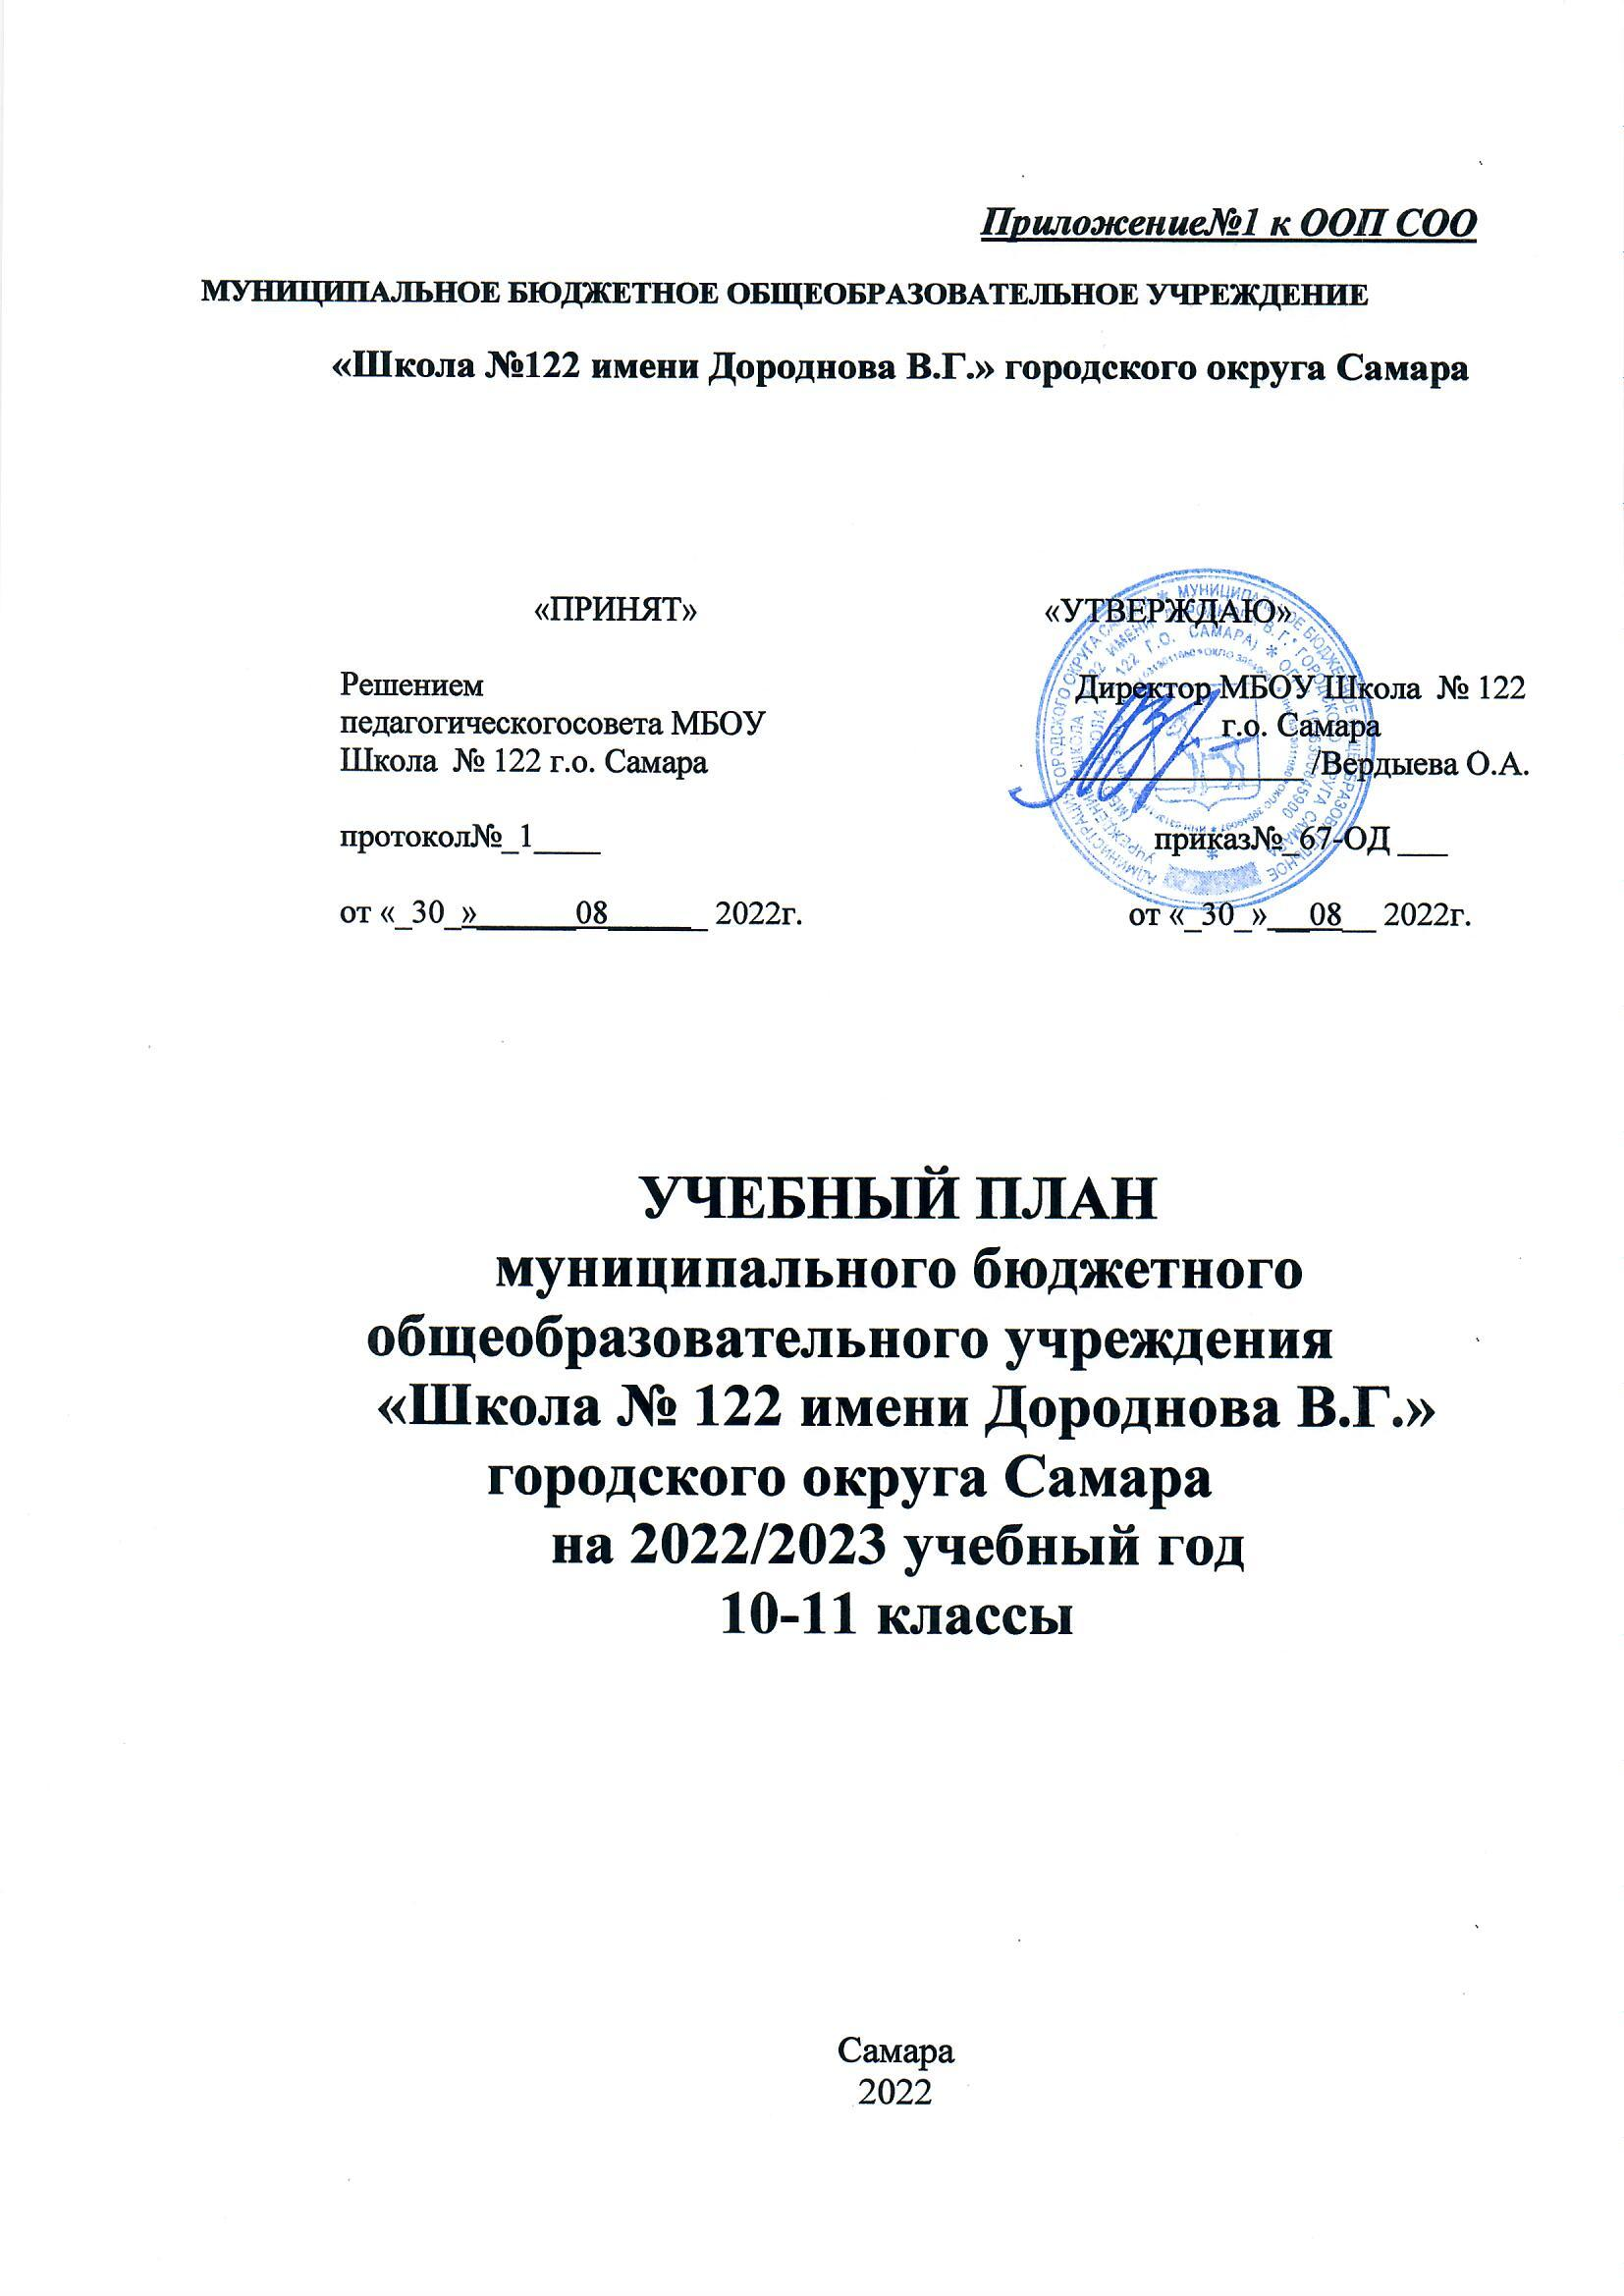 Приложение№1 к ООП СОО
МУНИЦИПАЛЬНОЕ БЮДЖЕТНОЕ ОБЩЕОБРАЗОВАТЕЛЬНОЕ УЧРЕЖДЕНИЕ
«Школа №122 имени Дороднова В.Г.» городского округа Самара
«ПРИНЯТ»
Решением
педагогическогосовета МБОУ
Школа № 122 г.о. Самара
протокол№_1____
от «_30_»______08______ 2022г.
«УТВЕРЖДАЮ»
Директор МБОУ Школа № 122
г.о. Самара
______________/Вердыева О.А.
приказ№_67-ОД ___
от «_30_»__08__ 2022г.
УЧЕБНЫЙ ПЛАН
муниципального бюджетного
общеобразовательного учреждения
«Школа № 122 имени Дороднова В.Г.»
городского округа Самара
на 2022/2023 учебный год
10-11 классы
Самара
2022